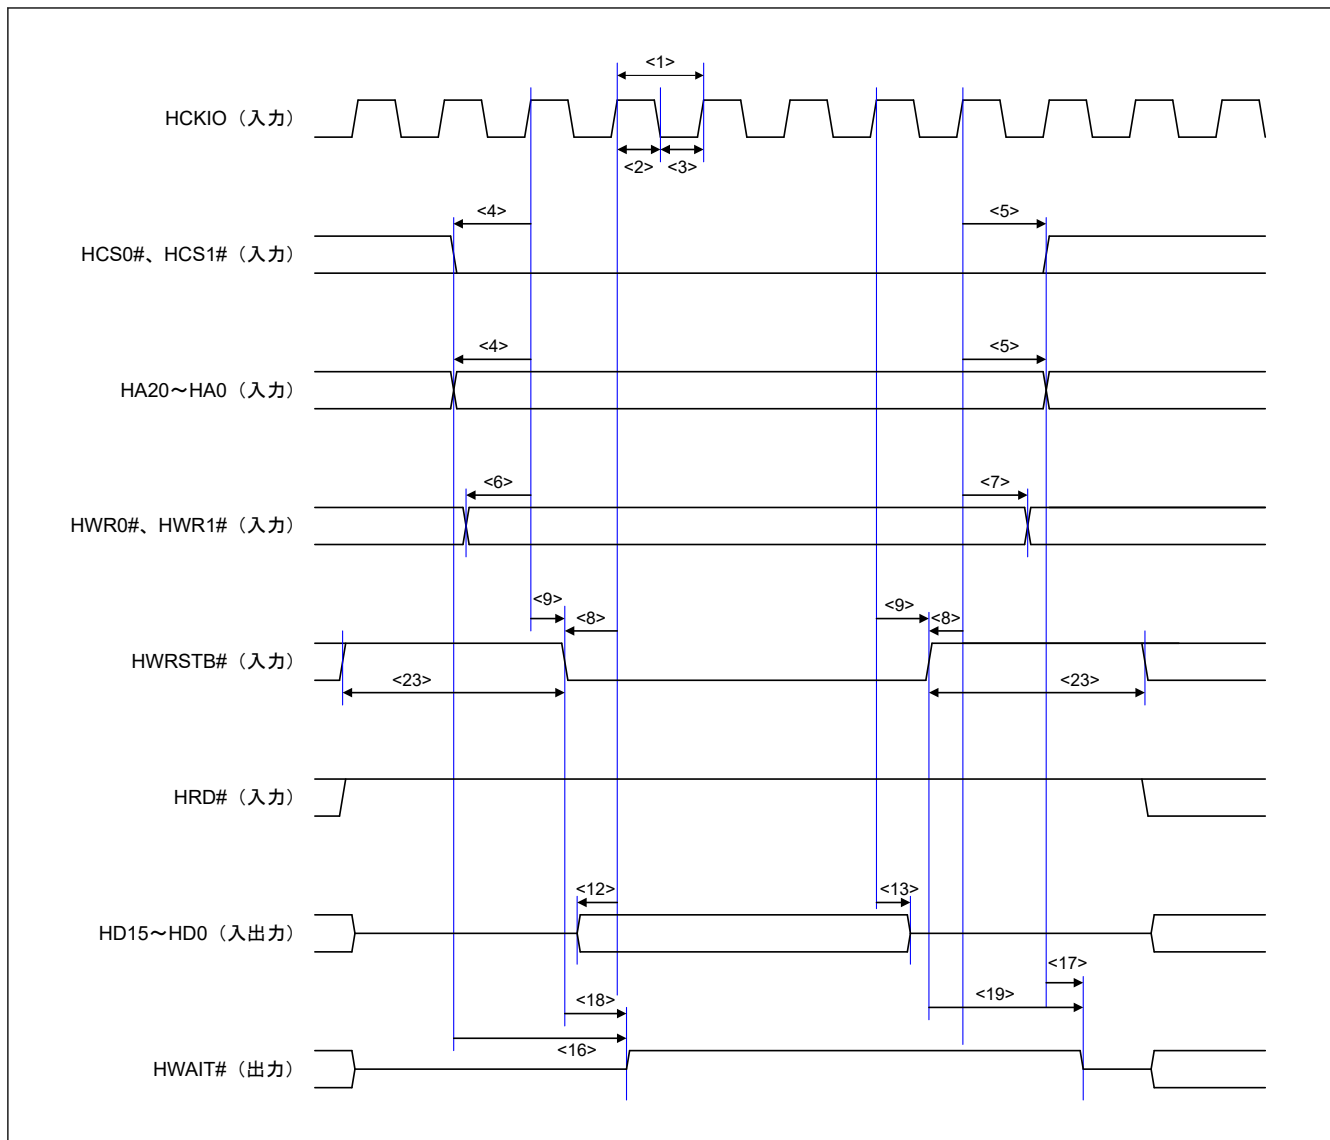 <1>
HCKIO（入力）
<2> <3>
<4> <5>
HCS0#、HCS1#（入力）
<4> <5>
HA20～HA0（入力）
<6> <7>
HWR0#、HWR1#（入力）
<9> <8> <9> <8>
HWRSTB#（入力）
<23> <23>
HRD#（入力）
<12> <13>
HD15～HD0（入出力）
<17>
<18> <19>
<16>
HWAIT#（出力）